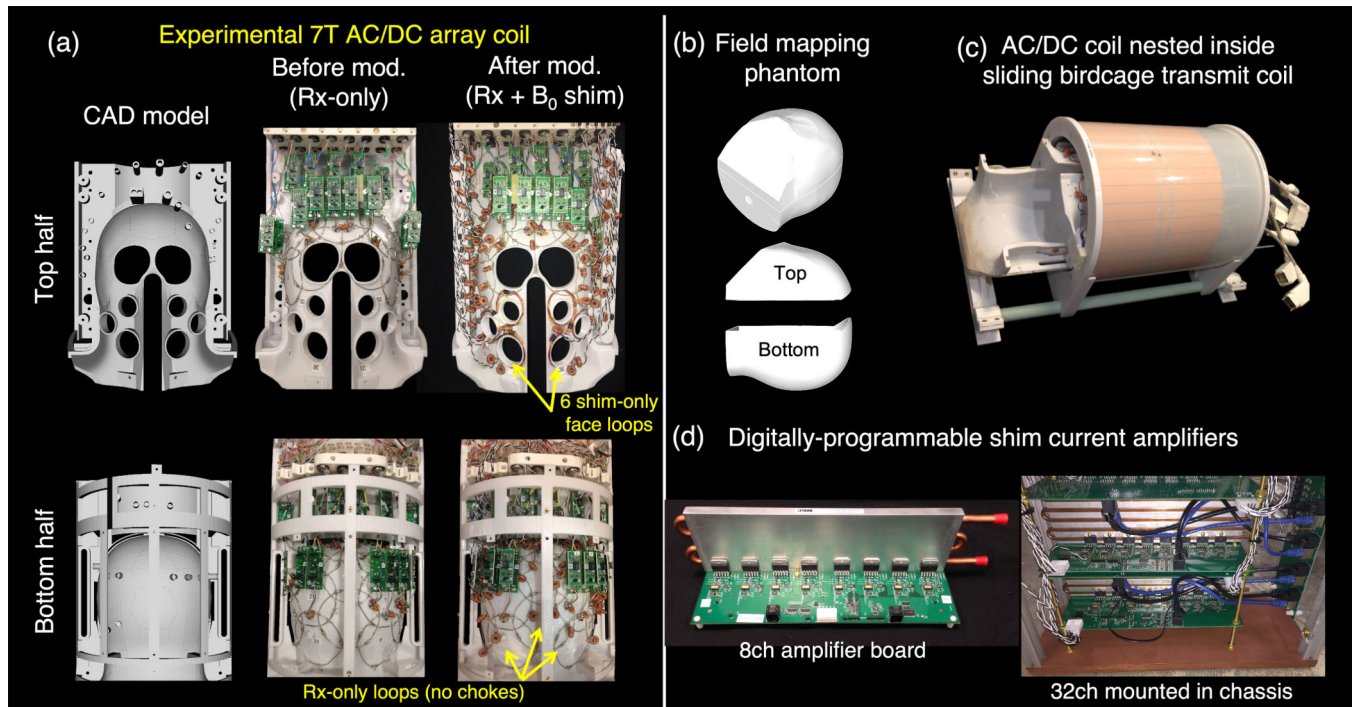 (a)
Experimental 7T AC/DC array coil
Before mod.
(Rx-only)
After mod.
(Rx + B₀ shim)
CAD model
Top half
6 shim-only
face loops
Bottom half
Rx-only loops (no chokes)
(b)
Field mapping
phantom
Top
Bottom
(c)
AC/DC coil nested inside
sliding birdcage transmit coil
(d)
Digitally-programmable shim current amplifiers
8ch amplifier board
32ch mounted in chassis